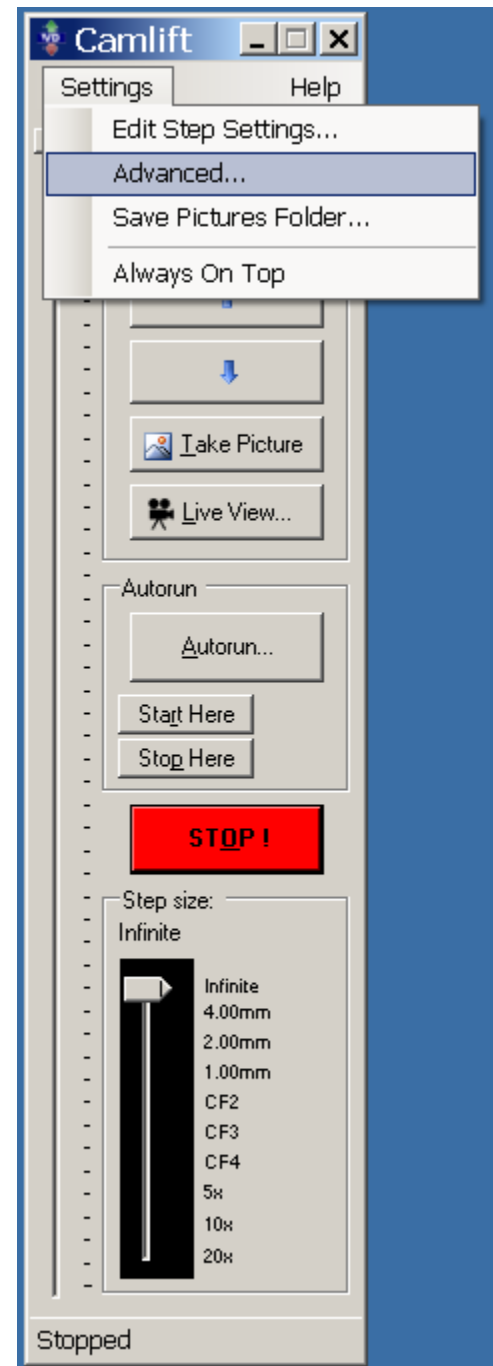 Camlift
Settings Help
Edit Step Settings...
Advanced...
Save Pictures Folder...
Always On Top
Take Picture
Live View...
Autorun
Autorun...
Start Here
Stop Here
STOP !
Step size:
Infinite
Infinite
4.00mm
2.00mm
1.00mm
CF2
CF3
CF4
5x
10x
20x
Stopped